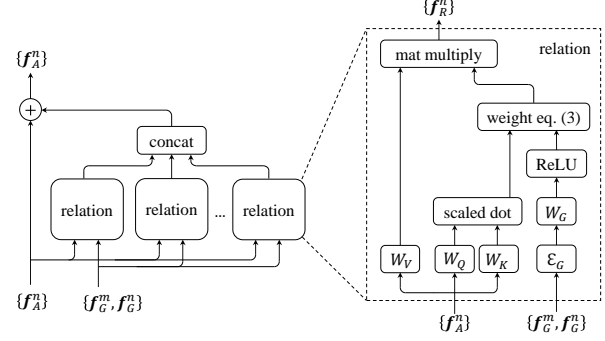 {f_A^n}
+
concat
relation
relation
...
relation
{f_A^n}
{f_G^m, f_G^n}
{f_R^n}
relation
mat multiply
weight eq. (3)
ReLU
scaled dot
W_G
W_V
W_Q
W_K
ℰ_G
{f_A^n}
{f_G^m, f_G^n}